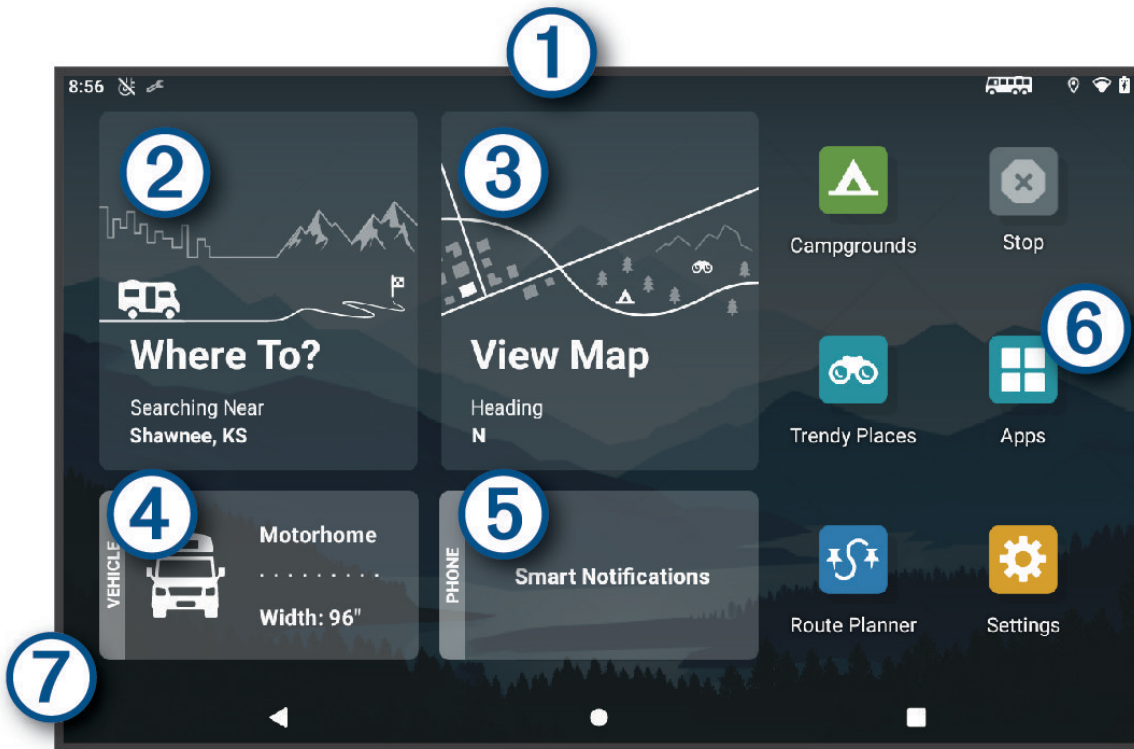 1
8:56
2
3
Campgrounds
Stop
6
Where To?
Searching Near
Shawnee, KS
View Map
Heading
N
Trendy Places
Apps
4
VEHICLE
Motorhome
. . . . . . . . .
Width: 96"
5
PHONE
Smart Notifications
Route Planner
Settings
7